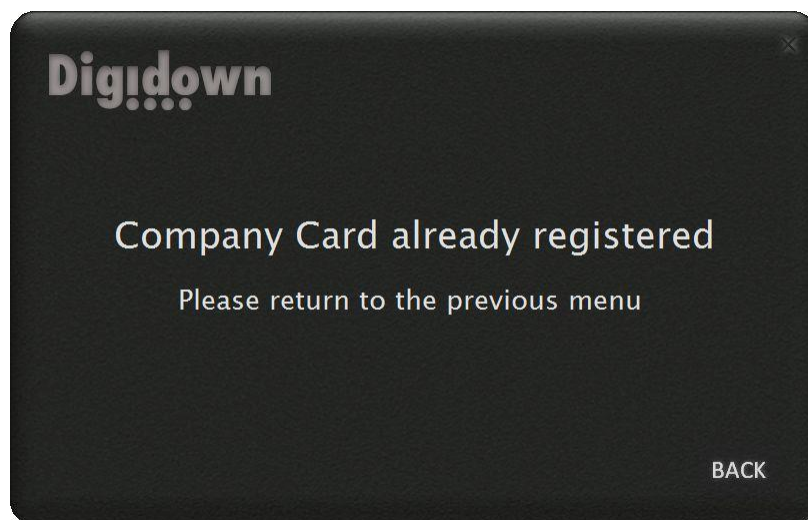 Digidown
Company Card already registered
Please return to the previous menu
BACK